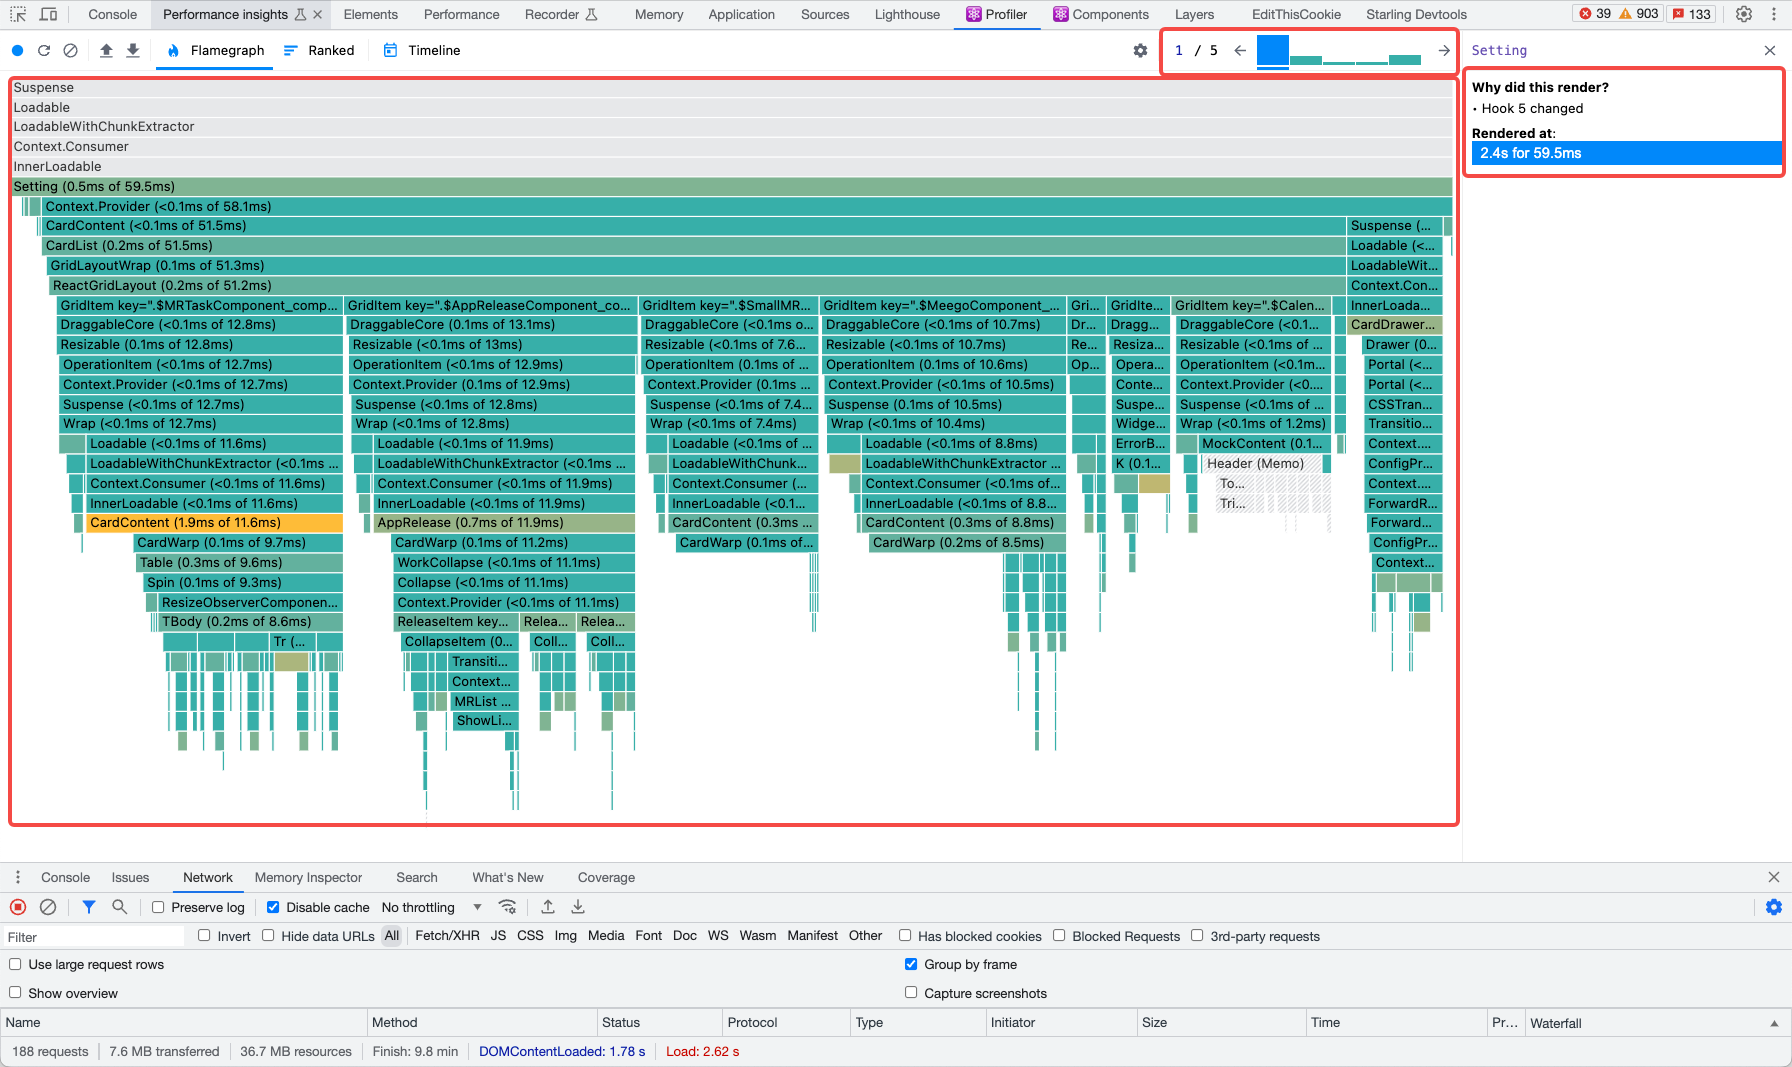 Console Performance insights Elements Performance Recorder Memory Application Sources Lighthouse Profiler Components Layers EditThisCookie Starling Devtools 39 903 133
Flamegraph Ranked Timeline 1 / 5 Setting
Why did this render?
• Hook 5 changed
Rendered at:
2.4s for 59.5ms
Suspense
Loadable
LoadableWithChunkExtractor
Context.Consumer
InnerLoadable
Setting (0.5ms of 59.5ms)
Context.Provider (<0.1ms of 58.1ms)
CardContent (<0.1ms of 51.5ms) Suspense (...
CardList (0.2ms of 51.5ms) Loadable (<...
GridLayoutWrap (0.1ms of 51.3ms) LoadableWit...
ReactGridLayout (0.2ms of 51.2ms) Context.Con...
GridItem key=".$MRTaskComponent_comp... GridItem key=".$AppReleaseComponent_co... GridItem key=".$SmallMR... GridItem key=".$MeegoComponent_... Gri... GridIte... GridItem key=".$Calen... InnerLoada...
DraggableCore (<0.1ms of 12.8ms) DraggableCore (0.1ms of 13.1ms) DraggableCore (<0.1ms o... DraggableCore (<0.1ms of 10.7ms) Dr... Dragg... DraggableCore (<0.1... CardDrawer...
Resizable (<0.1ms of 12.8ms) Resizable (<0.1ms of 13ms) Resizable (<0.1ms of 7.6... Resizable (<0.1ms of 10.7ms) Re... Resiza... Resizable (<0.1ms of ... Drawer (0...
OperationItem (0.1ms of 12.7ms) OperationItem (0.1ms of 12.9ms) OperationItem (0.1ms of ... OperationItem (0.1ms of 10.6ms) Op... Opera... OperationItem (0.1m... Portal (<...
Context.Provider (<0.1ms of 12.7ms) Context.Provider (0.1ms of 12.9ms) Context.Provider (0.1ms ... Context.Provider (0.1ms of 10.5ms) Conte... Context.Provider (<0.... Portal (<...
Suspense (<0.1ms of 12.7ms) Suspense (<0.1ms of 12.8ms) Suspense (<0.1ms of 7.4... Suspense (0.1ms of 10.5ms) Suspe... Suspense (<0.1ms of ... CSSTran...
Wrap (<0.1ms of 12.7ms) Wrap (<0.1ms of 12.8ms) Wrap (<0.1ms of 7.4ms) Wrap (<0.1ms of 10.4ms) Widge... Wrap (<0.1ms of 1.2ms) Transitio...
Loadable (<0.1ms of 11.6ms) Loadable (<0.1ms of 11.9ms) Loadable (<0.1ms of ... Loadable (0.1ms of 8.8ms) ErrorB... MockContent (0.1... Context....
LoadableWithChunkExtractor (<0.1ms ... LoadableWithChunkExtractor (<0.1ms ... LoadableWithChunk... LoadableWithChunkExtractor ... K (0.1... Header (Memo) ConfigPr...
Context.Consumer (<0.1ms of 11.6ms) Context.Consumer (<0.1ms of 11.9ms) Context.Consumer (... Context.Consumer (<0.1ms of... To... Context....
InnerLoadable (<0.1ms of 11.6ms) InnerLoadable (<0.1ms of 11.9ms) InnerLoadable (<0.1... InnerLoadable (<0.1ms of 8.8... Tri... ForwardR...
CardContent (1.9ms of 11.6ms) AppRelease (0.7ms of 11.9ms) CardContent (0.3ms ... CardContent (0.3ms of 8.8ms) Forward...
CardWarp (0.1ms of 9.7ms) CardWarp (0.1ms of 11.2ms) CardWarp (0.1ms of... CardWarp (0.2ms of 8.5ms) ConfigPr...
Table (0.3ms of 9.6ms) WorkCollapse (<0.1ms of 11.1ms) Context...
Spin (0.1ms of 9.3ms) Collapse (<0.1ms of 11.1ms)
ResizeObserverComponen... Context.Provider (<0.1ms of 11.1ms)
TBody (0.2ms of 8.6ms) ReleaseItem key... Relea... Relea...
Tr (... CollapseItem (0... Coll... Coll...
Transiti...
Context...
MRList ...
ShowLi...
Console Issues Network Memory Inspector Search What's New Coverage
Preserve log Disable cache No throttling
Filter Invert Hide data URLs All Fetch/XHR JS CSS Img Media Font Doc WS Wasm Manifest Other Has blocked cookies Blocked Requests 3rd-party requests
Use large request rows Group by frame
Show overview Capture screenshots
Name Method Status Protocol Type Initiator Size Time Pr... Waterfall
188 requests 7.6 MB transferred 36.7 MB resources Finish: 9.8 min DOMContentLoaded: 1.78 s Load: 2.62 s